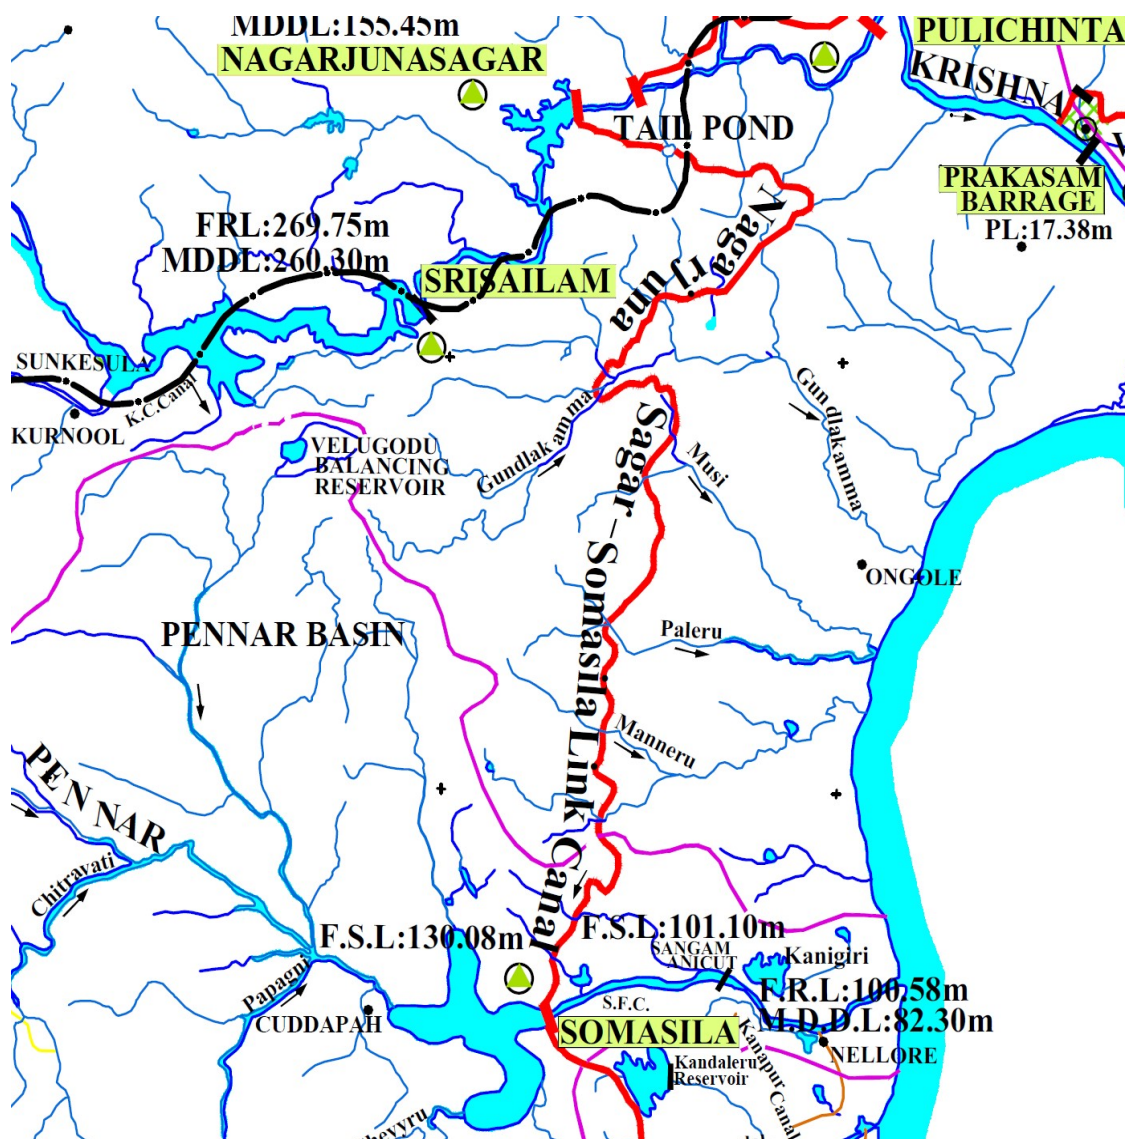 MDDL:155.45m
NAGARJUNASAGAR
PULICHINTA
KRISHNA
TAIL POND
PRAKASAM
BARRAGE
PL:17.38m
FRL:269.75m
MDDL:260.30m
SRISAILAM
Nagarjuna
Sagar–Somasila Link Canal
SUNKESULA
K.C.Canal
KURNOOL
VELUGODU
BALANCING
RESERVOIR
Gundlakamma
Musi
Gundlakamma
ONGOLE
PENNAR BASIN
Paleru
Manneru
PENNAR
Chitravati
F.S.L:130.08m
F.S.L:101.10m
SANGAM
ANICUT
Kanigiri
Papagni
CUDDAPAH
S.F.C.
F.R.L:100.58m
M.D.D.L:82.30m
SOMASILA
NELLORE
Kandaleru
Reservoir
Kanapur
Canal